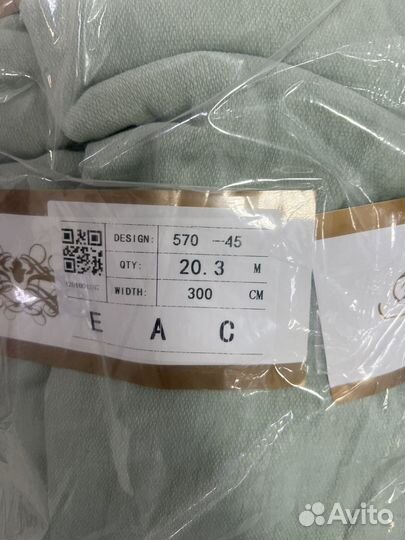 DESIGN: 570 -45
QTY: 20.3 M
WIDTH: 300 CM
E A C
Avito